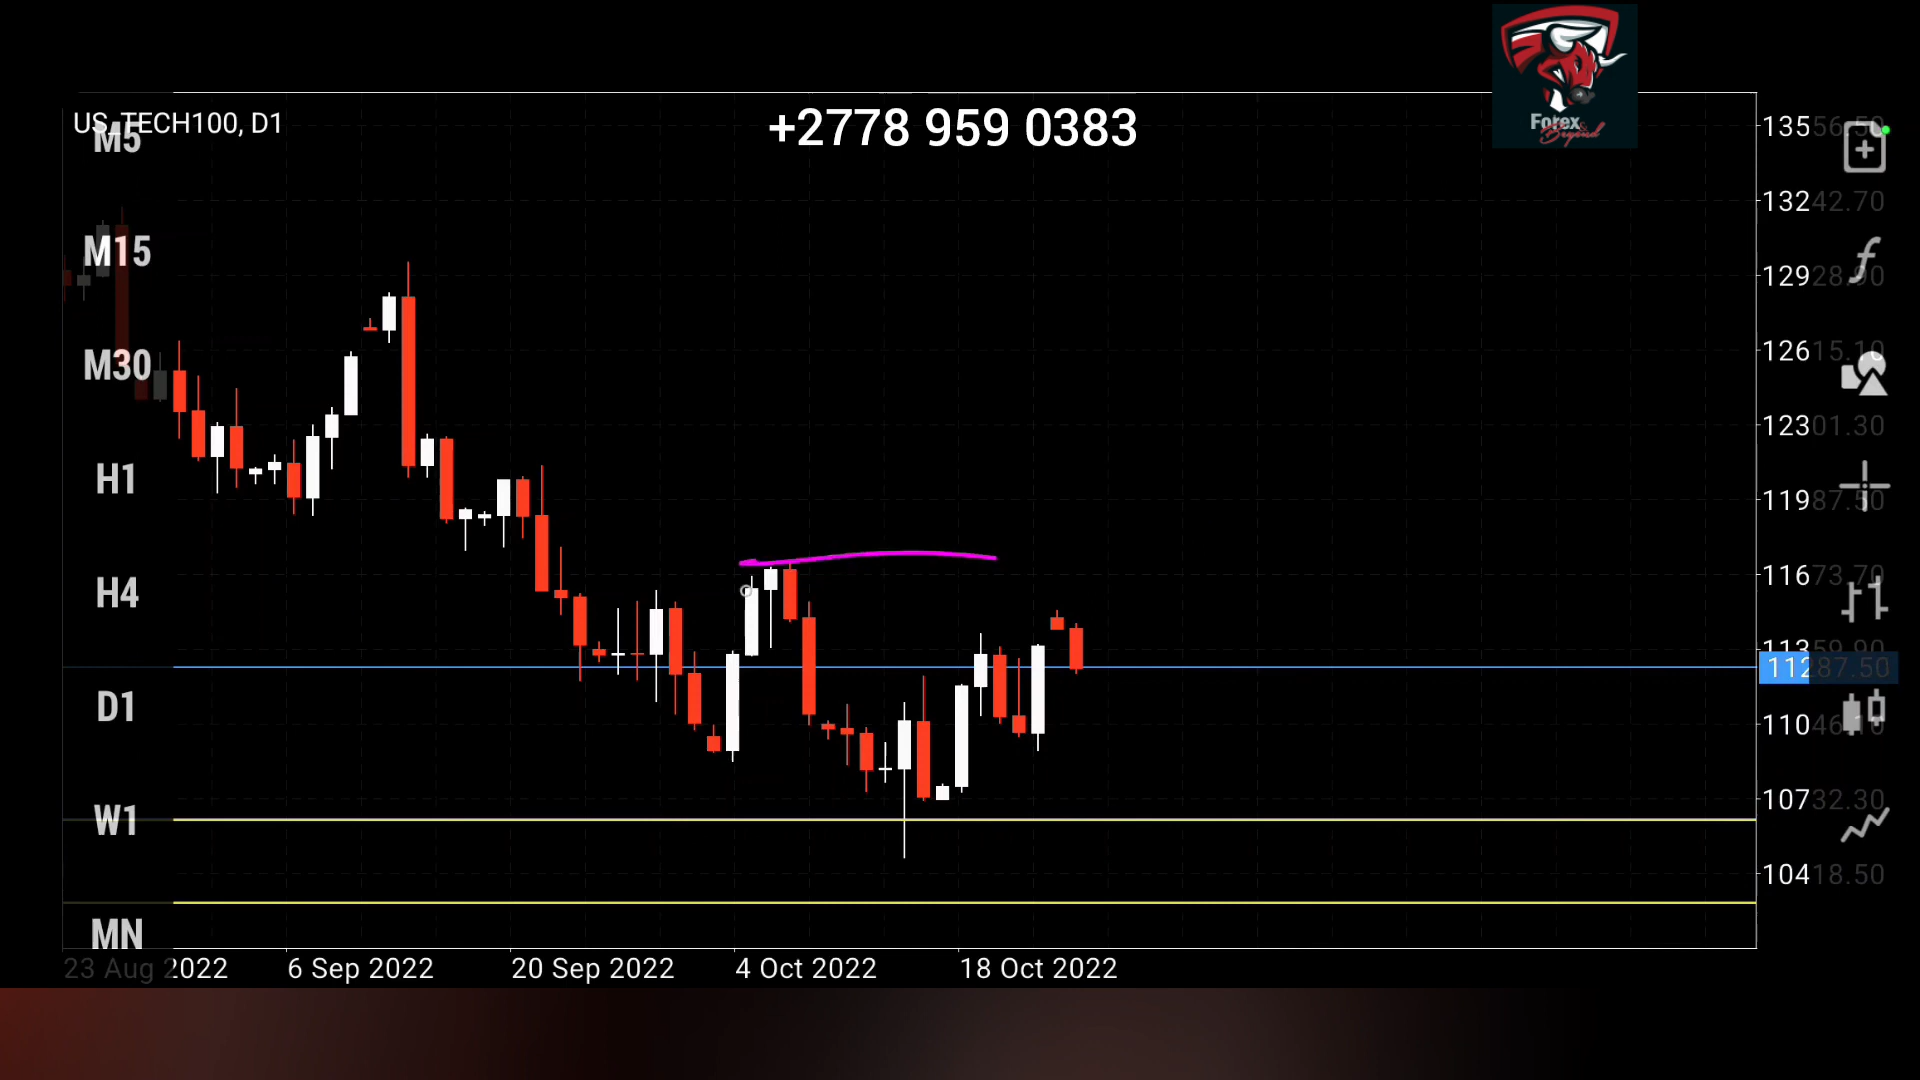 US_TECH100, D1
+2778 959 0383
Forex
Beyond
M5
M15
M30
H1
H4
D1
W1
MN
13556.50
13242.70
12928.90
12615.10
12301.30
11987.50
11673.70
11359.90
11287.50
11046.10
10732.30
10418.50
23 Aug 2022
6 Sep 2022
20 Sep 2022
4 Oct 2022
18 Oct 2022